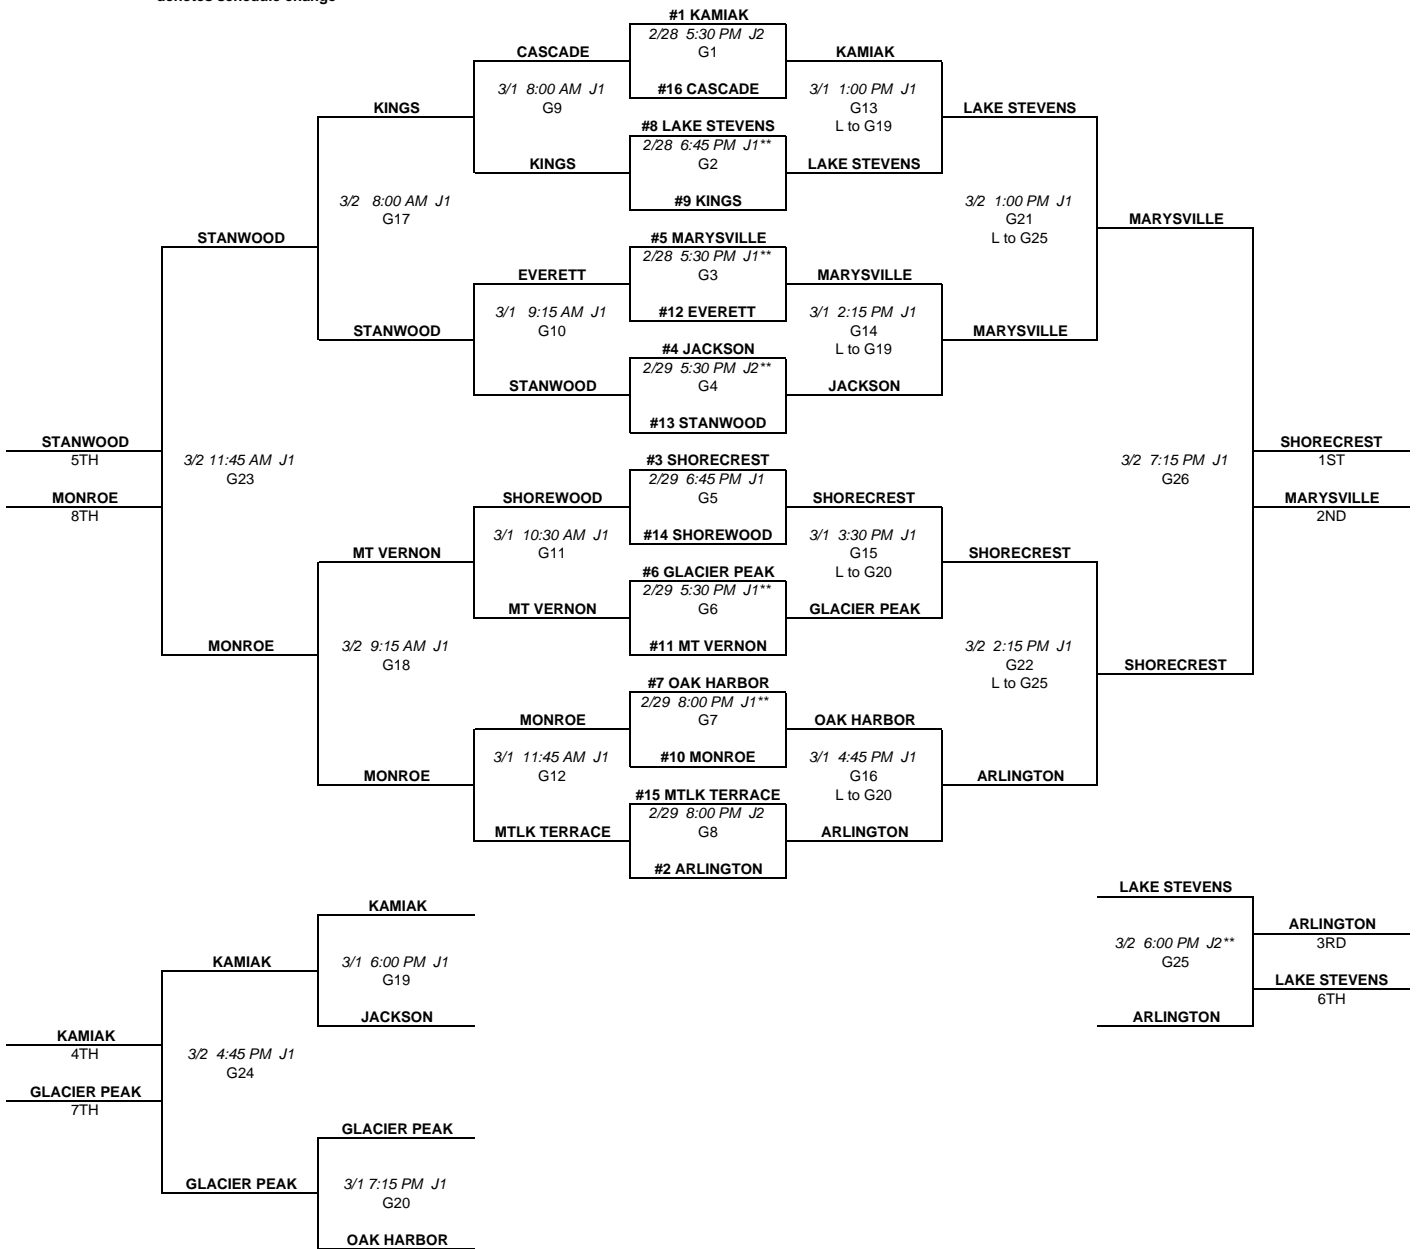 denotes schedule change
#1 KAMIAK
2/28 5:30 PM J2
G1
#16 CASCADE
#8 LAKE STEVENS
2/28 6:45 PM J1**
G2
#9 KINGS
#5 MARYSVILLE
2/28 5:30 PM J1**
G3
#12 EVERETT
#4 JACKSON
2/29 5:30 PM J2**
G4
#13 STANWOOD
#3 SHORECREST
2/29 6:45 PM J1
G5
#14 SHOREWOOD
#6 GLACIER PEAK
2/29 5:30 PM J1**
G6
#11 MT VERNON
#7 OAK HARBOR
2/29 8:00 PM J1**
G7
#10 MONROE
#15 MTLK TERRACE
2/29 8:00 PM J2
G8
#2 ARLINGTON
CASCADE
3/1 8:00 AM J1
G9
KINGS
EVERETT
3/1 9:15 AM J1
G10
STANWOOD
SHOREWOOD
3/1 10:30 AM J1
G11
MT VERNON
MONROE
3/1 11:45 AM J1
G12
MTLK TERRACE
KINGS
3/2 8:00 AM J1
G17
STANWOOD
MT VERNON
3/2 9:15 AM J1
G18
MONROE
STANWOOD
3/2 11:45 AM J1
G23
MONROE
STANWOOD
5TH
MONROE
8TH
KAMIAK
3/1 1:00 PM J1
G13
L to G19
LAKE STEVENS
MARYSVILLE
3/1 2:15 PM J1
G14
L to G19
JACKSON
SHORECREST
3/1 3:30 PM J1
G15
L to G20
GLACIER PEAK
OAK HARBOR
3/1 4:45 PM J1
G16
L to G20
ARLINGTON
LAKE STEVENS
3/2 1:00 PM J1
G21
L to G25
MARYSVILLE
SHORECREST
3/2 2:15 PM J1
G22
L to G25
ARLINGTON
MARYSVILLE
3/2 7:15 PM J1
G26
SHORECREST
SHORECREST
1ST
MARYSVILLE
2ND
KAMIAK
3/1 6:00 PM J1
G19
JACKSON
GLACIER PEAK
3/1 7:15 PM J1
G20
OAK HARBOR
KAMIAK
3/2 4:45 PM J1
G24
GLACIER PEAK
KAMIAK
4TH
GLACIER PEAK
7TH
LAKE STEVENS
3/2 6:00 PM J2**
G25
ARLINGTON
ARLINGTON
3RD
LAKE STEVENS
6TH